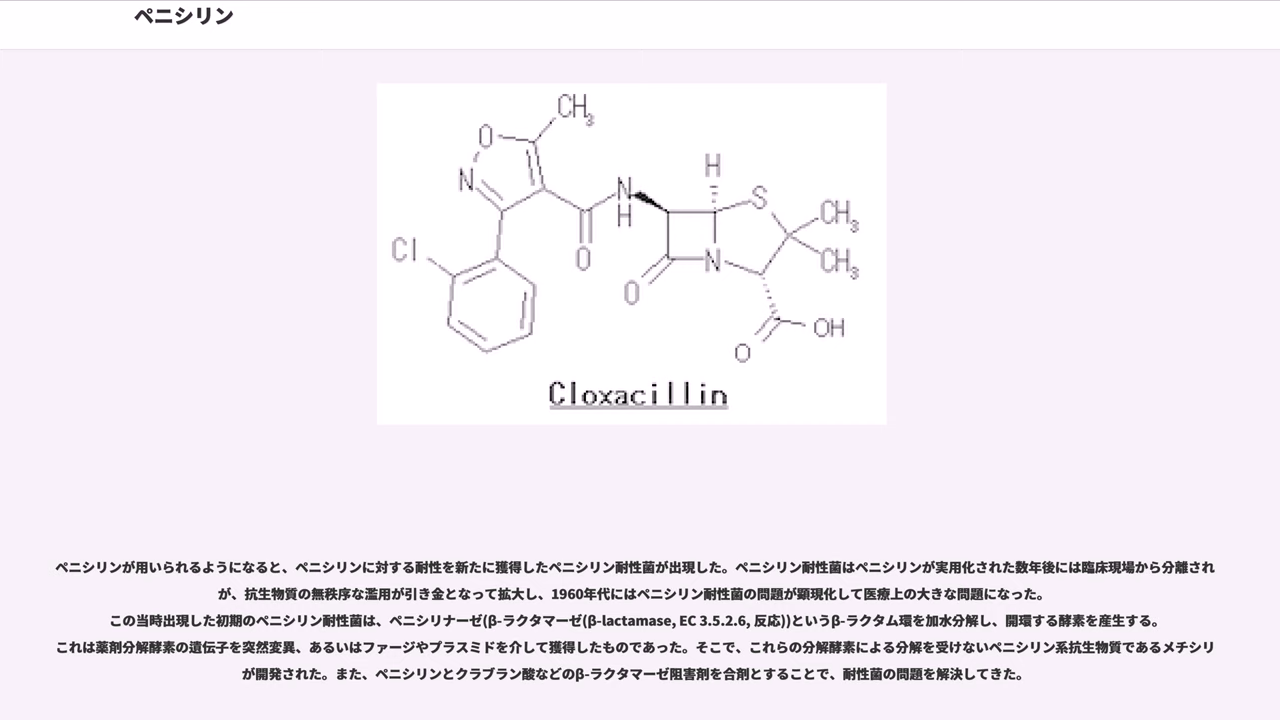 ペニシリン
CH3
O
N
H
N
H
S
CH3
CH3
Cl
O
O
N
O
OH
Cloxacillin
ペニシリンが用いられるようになると、ペニシリンに対する耐性を新たに獲得したペニシリン耐性菌が出現した。ペニシリン耐性菌はペニシリンが実用化された数年後には臨床現場から分離され
が、抗生物質の無秩序な濫用が引き金となって拡大し、1960年代にはペニシリン耐性菌の問題が顕現化して医療上の大きな問題になった。
この当時出現した初期のペニシリン耐性菌は、ペニシリナーゼ(β-ラクタマーゼ(β-lactamase, EC 3.5.2.6, 反応))というβ-ラクタム環を加水分解し、開環する酵素を産生する。
これは薬剤分解酵素の遺伝子を突然変異、あるいはファージやプラスミドを介して獲得したものであった。そこで、これらの分解酵素による分解を受けないペニシリン系抗生物質であるメチシリ
が開発された。また、ペニシリンとクラブラン酸などのβ-ラクタマーゼ阻害剤を合剤とすることで、耐性菌の問題を解決してきた。